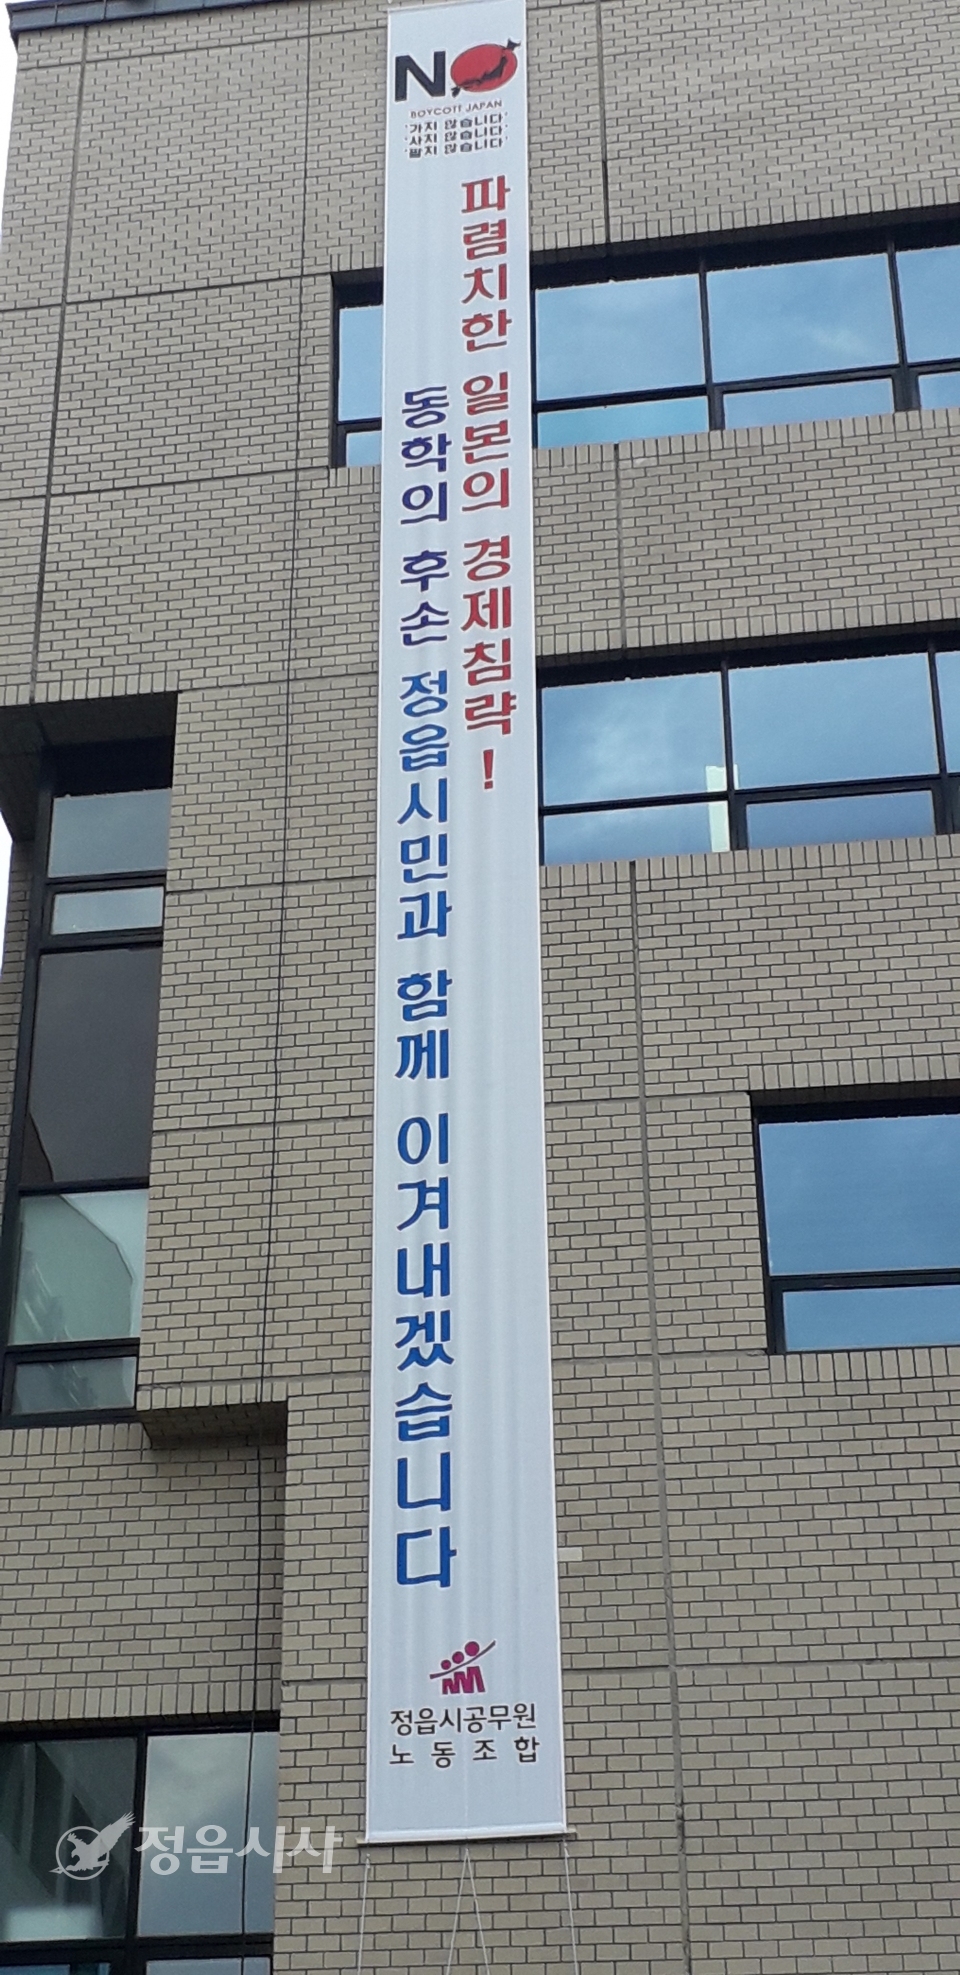 NO
BOYCOTT JAPAN
'가지 않습니다'
'사지 않습니다'
'팔지 않습니다'
파렴치한 일본의 경제침략!
동학의 후손 정읍시민과 함께 이겨내겠습니다
정읍시공무원
노동조합
정읍시사